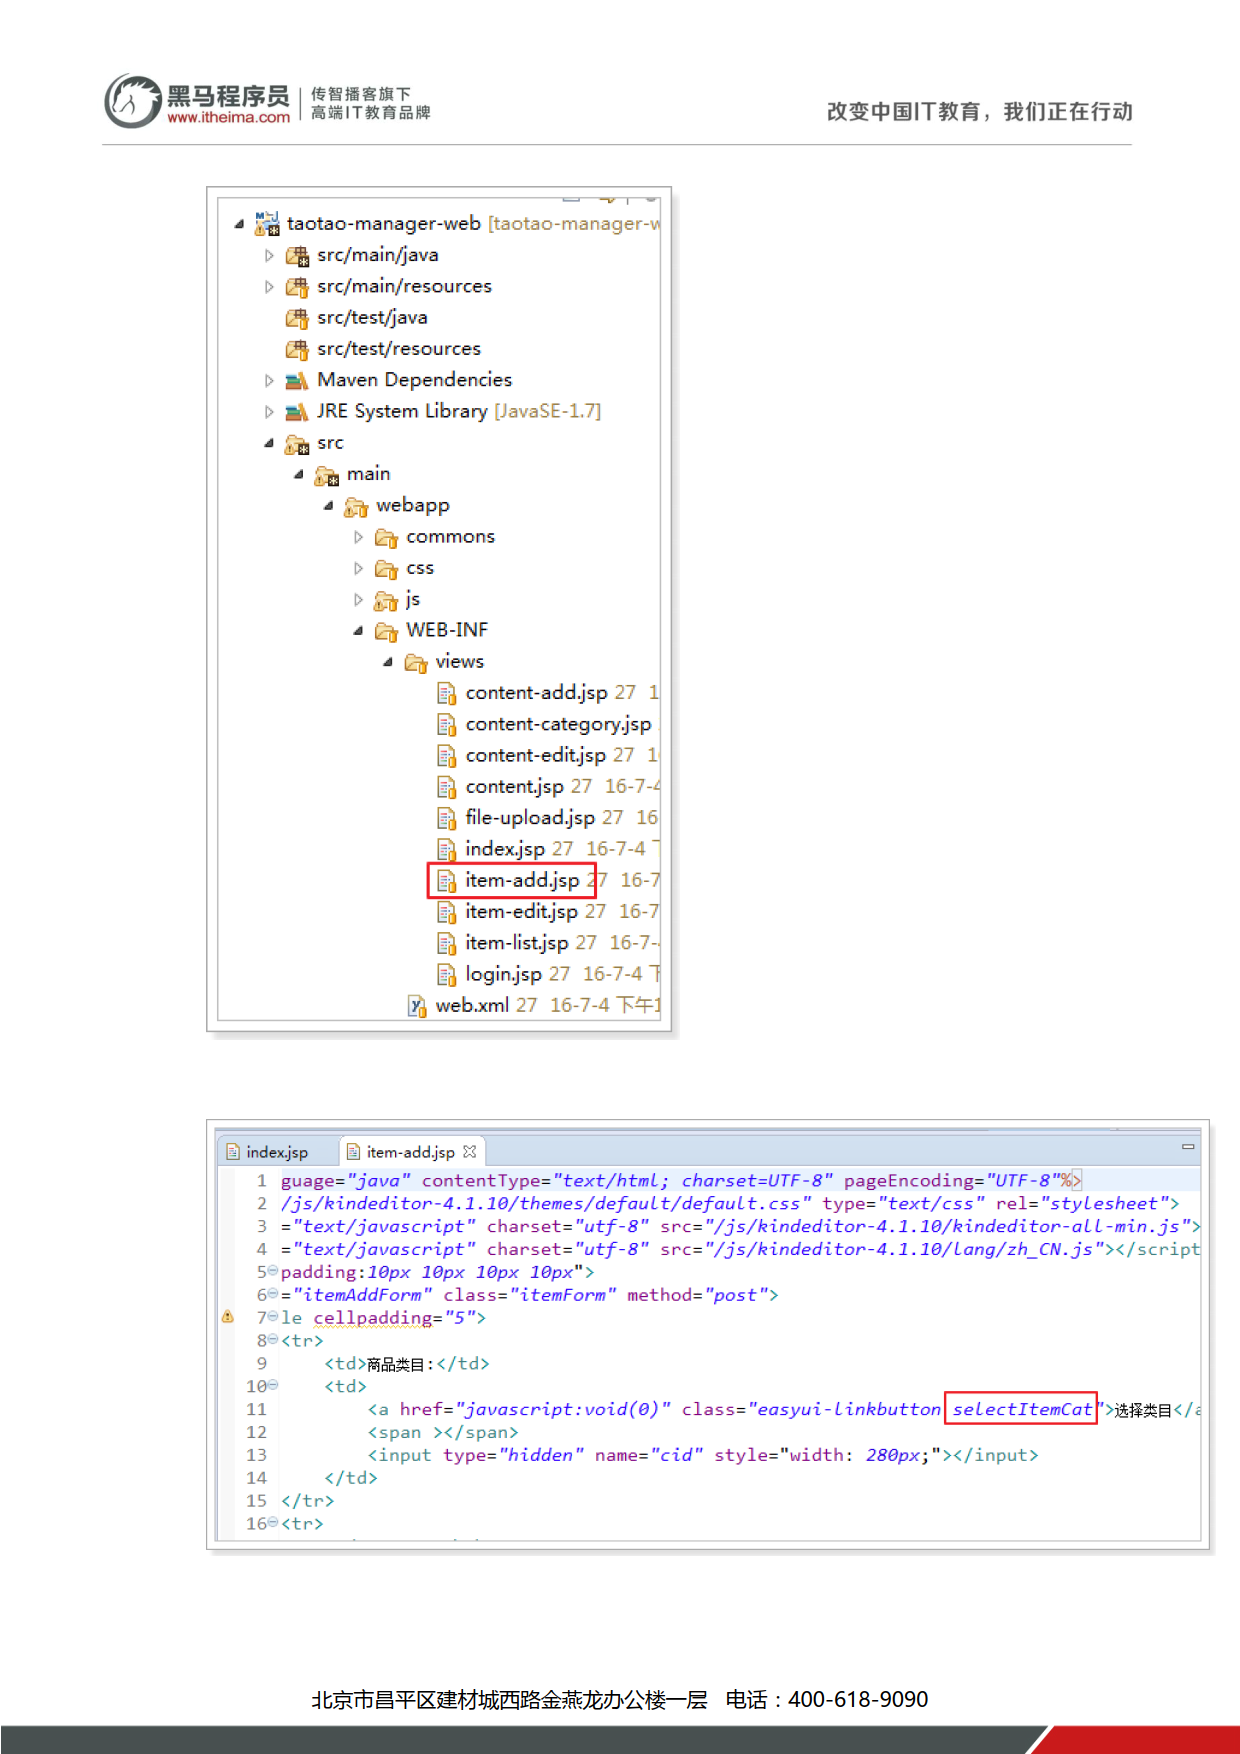 黑马程序员
www.itheima.com
传智播客旗下
高端IT教育品牌
改变中国IT教育，我们正在行动
taotao-manager-web [taotao-manager-w
src/main/java
src/main/resources
src/test/java
src/test/resources
Maven Dependencies
JRE System Library [JavaSE-1.7]
src
main
webapp
commons
css
js
WEB-INF
views
content-add.jsp 27 1
content-category.jsp
content-edit.jsp 27 1
content.jsp 27 16-7-4
file-upload.jsp 27 16
index.jsp 27 16-7-4 下
item-add.jsp 27 16-7
item-edit.jsp 27 16-7
item-list.jsp 27 16-7-
login.jsp 27 16-7-4 下
web.xml 27 16-7-4 下午1
index.jsp item-add.jsp
1 guage="java" contentType="text/html; charset=UTF-8" pageEncoding="UTF-8"%>
2 /js/kindeditor-4.1.10/themes/default/default.css" type="text/css" rel="stylesheet">
3 ="text/javascript" charset="utf-8" src="/js/kindeditor-4.1.10/kindeditor-all-min.js">
4 ="text/javascript" charset="utf-8" src="/js/kindeditor-4.1.10/lang/zh_CN.js"></script
5 padding:10px 10px 10px 10px">
6 ="itemAddForm" class="itemForm" method="post">
7 le cellpadding="5">
8 <tr>
9 <td>商品类目:</td>
10 <td>
11 <a href="javascript:void(0)" class="easyui-linkbutton selectItemCat">选择类目</a
12 <span ></span>
13 <input type="hidden" name="cid" style="width: 280px;"></input>
14 </td>
15 </tr>
16 <tr>
北京市昌平区建材城西路金燕龙办公楼一层 电话：400-618-9090